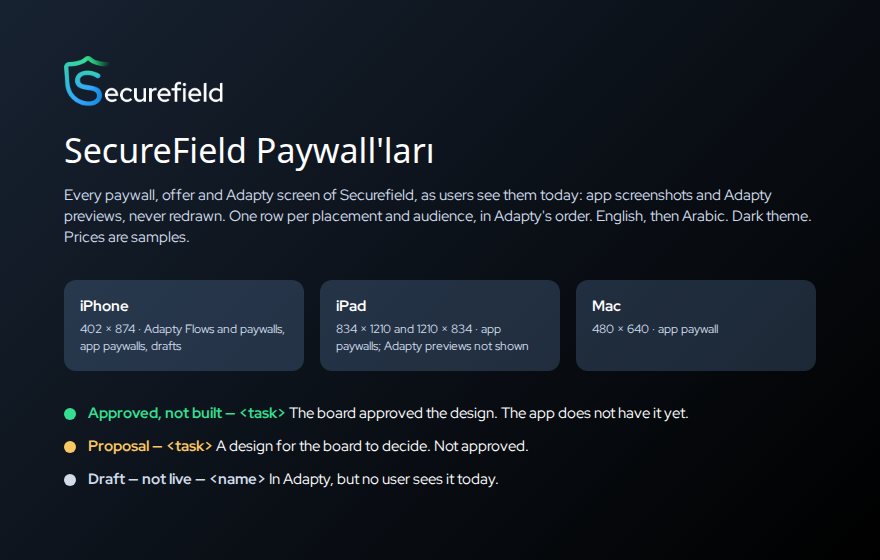 Securefield
SecureField Paywall'ları
Every paywall, offer and Adapty screen of Securefield, as users see them today: app screenshots and Adapty
previews, never redrawn. One row per placement and audience, in Adapty's order. English, then Arabic. Dark theme.
Prices are samples.
iPhone
402 × 874 · Adapty Flows and paywalls,
app paywalls, drafts
iPad
834 × 1210 and 1210 × 834 · app
paywalls; Adapty previews not shown
Mac
480 × 640 · app paywall
Approved, not built — <task> The board approved the design. The app does not have it yet.
Proposal — <task> A design for the board to decide. Not approved.
Draft — not live — <name> In Adapty, but no user sees it today.